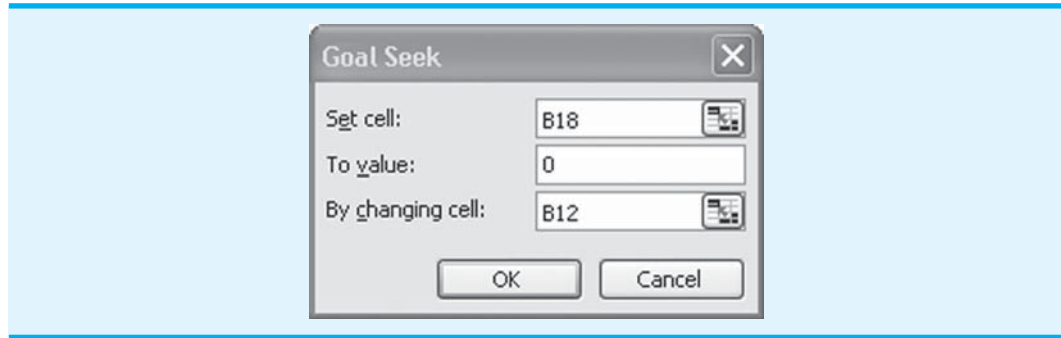 Goal Seek
Set cell: B18
To value: 0
By changing cell: B12
OK Cancel